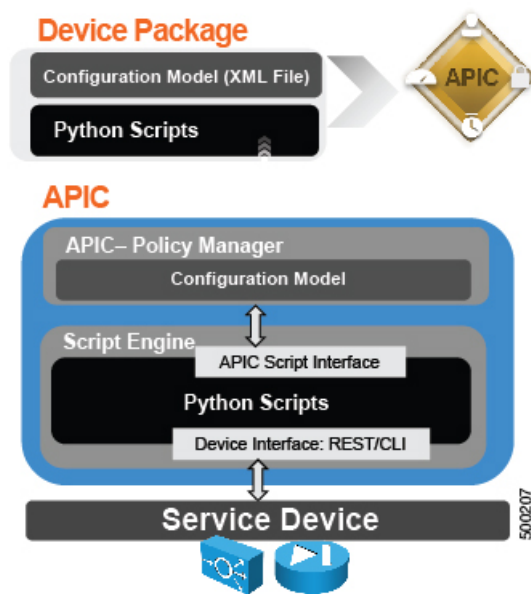 Device Package
Configuration Model (XML File)
Python Scripts
APIC
APIC
APIC– Policy Manager
Configuration Model
Script Engine
APIC Script Interface
Python Scripts
Device Interface: REST/CLI
Service Device
500207